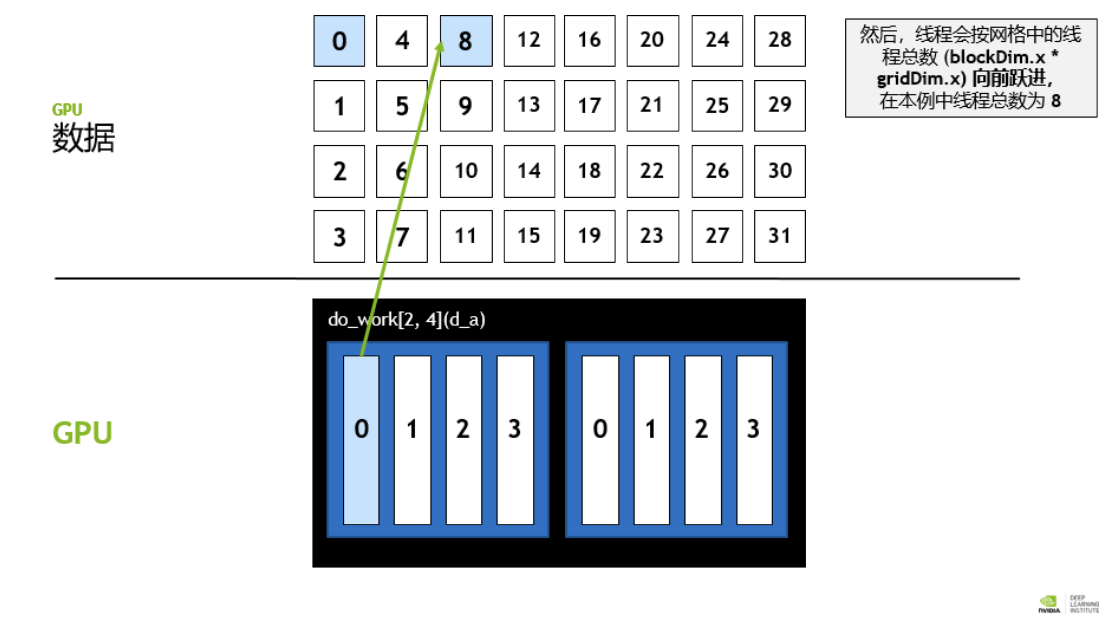 0 4 8 12 16 20 24 28
1 5 9 13 17 21 25 29
2 6 10 14 18 22 26 30
3 7 11 15 19 23 27 31
GPU
数据
然后，线程会按网格中的线
程总数 (blockDim.x *
gridDim.x) 向前跃进，
在本例中线程总数为 8
do_work[2, 4](d_a)
GPU
0 1 2 3 0 1 2 3
NVIDIA
DEEP
LEARNING
INSTITUTE